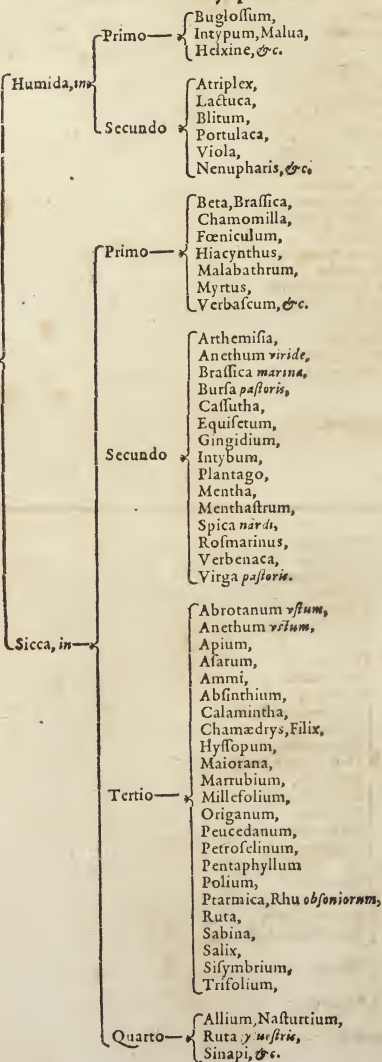 Humida, in
Primo
Bugloſſum,
Intypum, Malua,
Helxine, &c.
Secundo
Atriplex,
Lactuca,
Blitum,
Portulaca,
Viola,
Nenupharis, &c.
Sicca, in
Primo
Beta, Braſſica,
Chamomilla,
Fœniculum,
Hiacynthus,
Malabathrum,
Myrtus,
Verbaſcum, &c.
Secundo
Arthemiſia,
Anethum viride,
Braſſica marina,
Burſa paſtoris,
Caſſutha,
Equiſetum,
Gingidium,
Intybum,
Plantago,
Mentha,
Menthaſtrum,
Spica nardi,
Roſmarinus,
Verbenaca,
Virga paſtoris.
Tertio
Abrotanum vſtum,
Anethum vſtum,
Apium,
Aſarum,
Ammi,
Abſinthium,
Calamintha,
Chamædrys, Filix,
Hyſſopum,
Maiorana,
Marrubium,
Millefolium,
Origanum,
Peucedanum,
Petroſelinum,
Pentaphyllum
Polium,
Ptarmica, Rhu obſoniorum,
Ruta,
Sabina,
Salix,
Siſymbrium,
Trifolium,
Quarto
Allium, Naſturtium,
Ruta
Sinapi, &c.